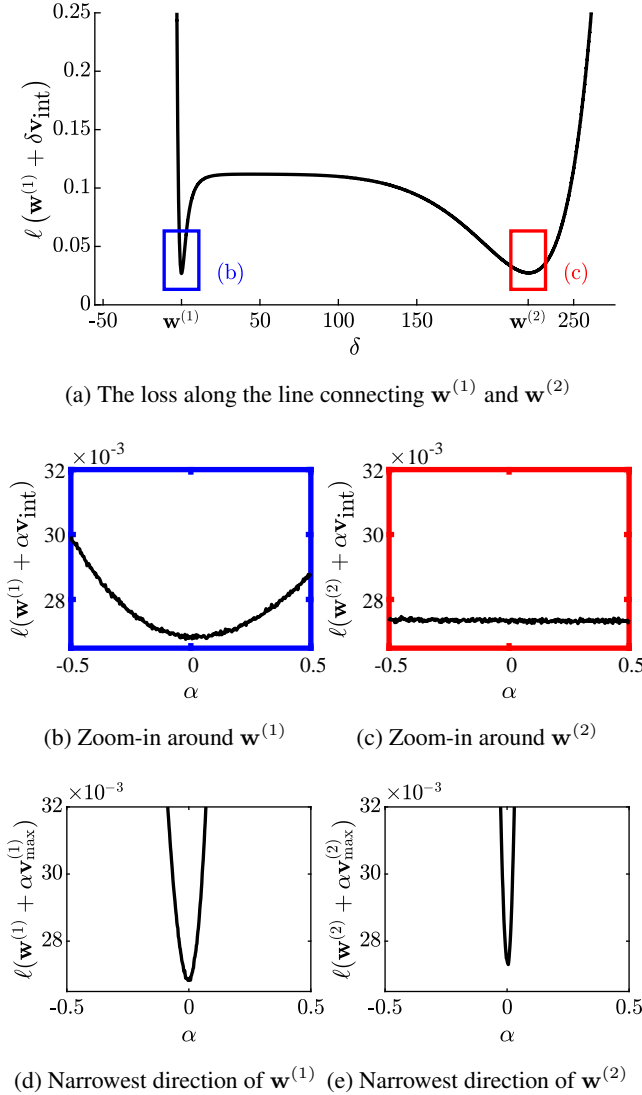 0.25
0.2
0.15
0.1
0.05
0
ℓ (w^(1) + δv_int)
(b)
(c)
-50 w^(1) 50 100 150 w^(2) 250
δ
(a) The loss along the line connecting w^(1) and w^(2)
×10^-3 ×10^-3
32 32
30 30
28 28
ℓ(w^(1) + αv_int) ℓ(w^(2) + αv_int)
-0.5 0 0.5 -0.5 0 0.5
α α
(b) Zoom-in around w^(1) (c) Zoom-in around w^(2)
×10^-3 ×10^-3
32 32
30 30
28 28
ℓ(w^(1) + αv_max^(1)) ℓ(w^(2) + αv_max^(2))
-0.5 0 0.5 -0.5 0 0.5
α α
(d) Narrowest direction of w^(1) (e) Narrowest direction of w^(2)